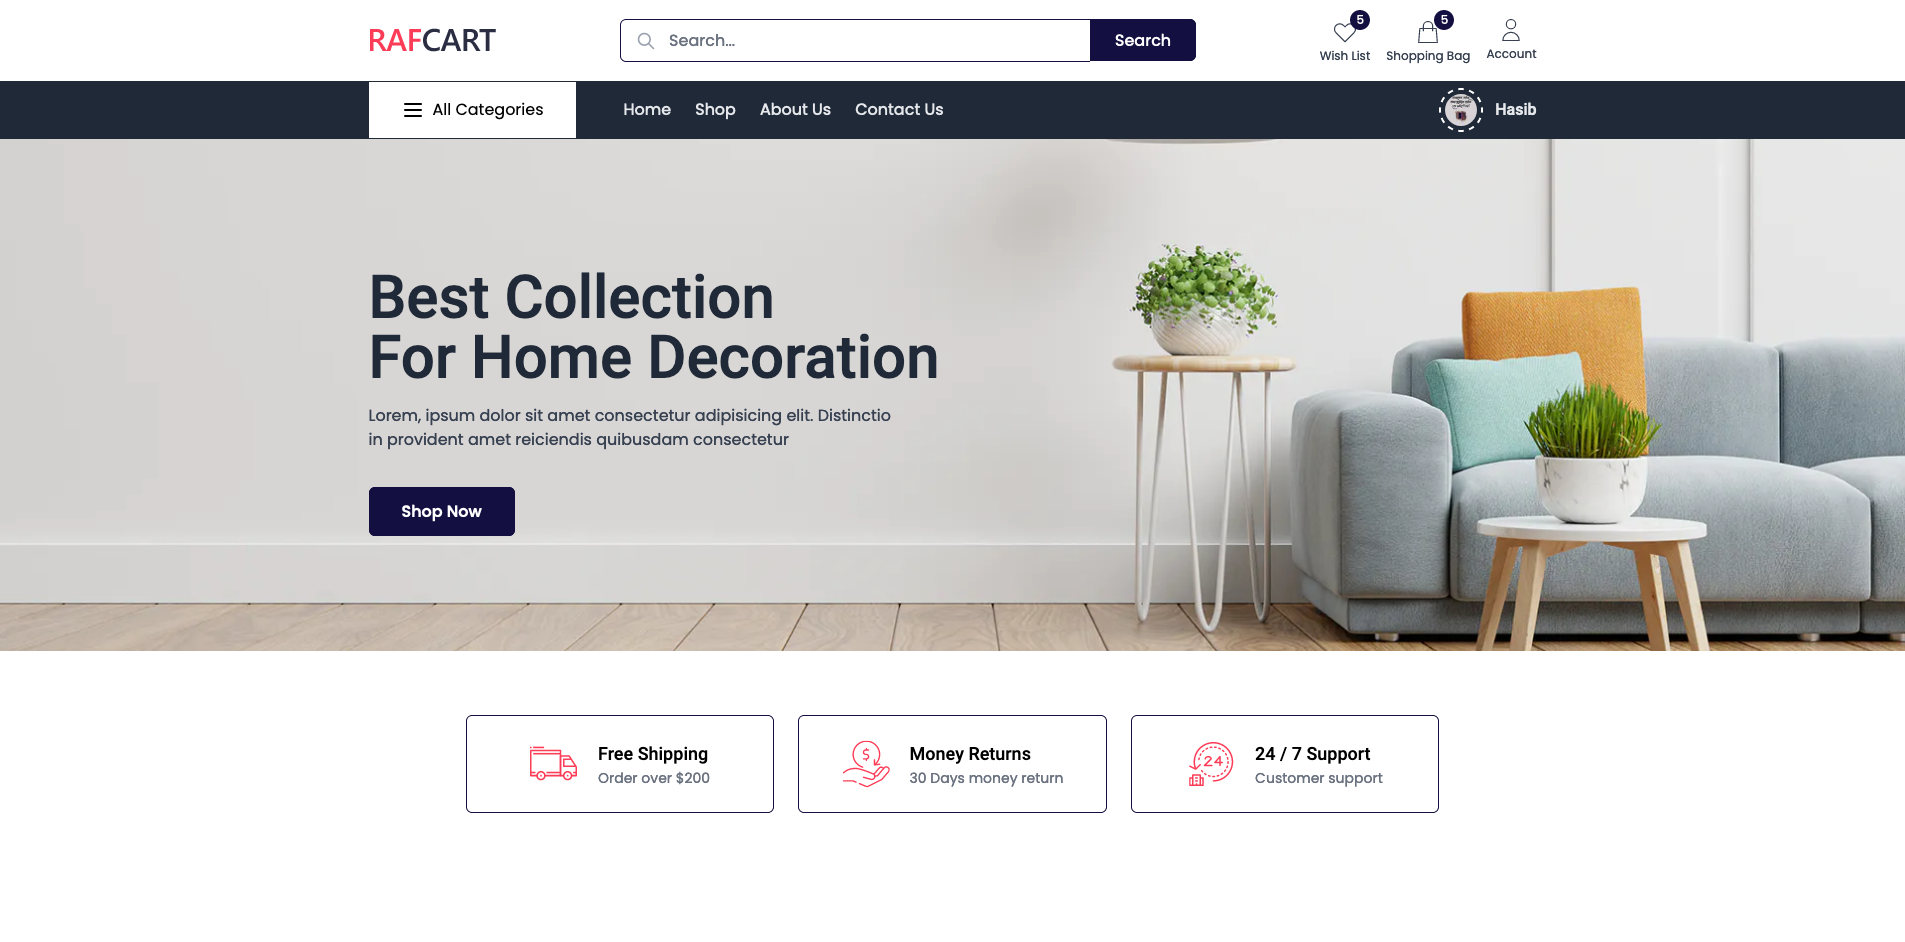 RAFCART
Search...
Search
5
Wish List
5
Shopping Bag
Account
All Categories
Home
Shop
About Us
Contact Us
Hasib
Best Collection
For Home Decoration
Lorem, ipsum dolor sit amet consectetur adipisicing elit. Distinctio
in provident amet reiciendis quibusdam consectetur
Shop Now
Free Shipping
Order over $200
$
Money Returns
30 Days money return
24
24 / 7 Support
Customer support